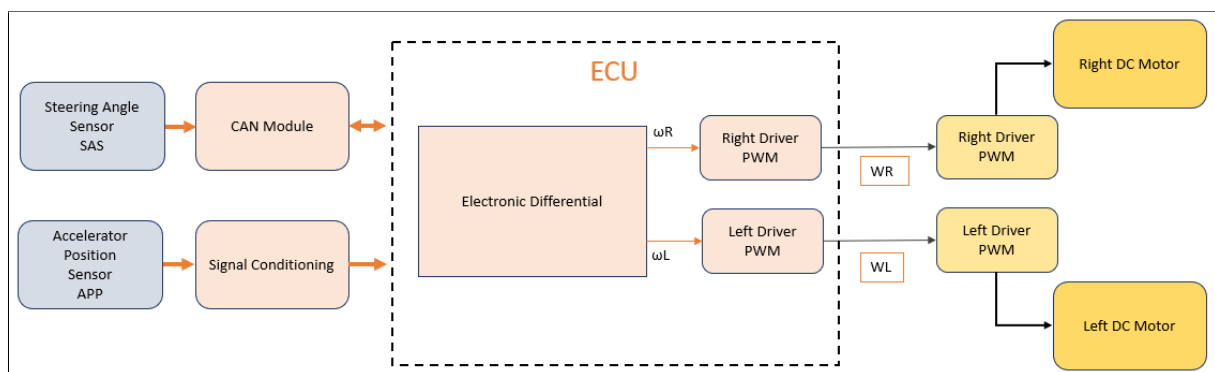 Steering Angle
Sensor
SAS
CAN Module
Accelerator
Position
Sensor
APP
Signal Conditioning
ECU
Electronic Differential
ωR
ωL
Right Driver
PWM
Left Driver
PWM
WR
WL
Right Driver
PWM
Left Driver
PWM
Right DC Motor
Left DC Motor